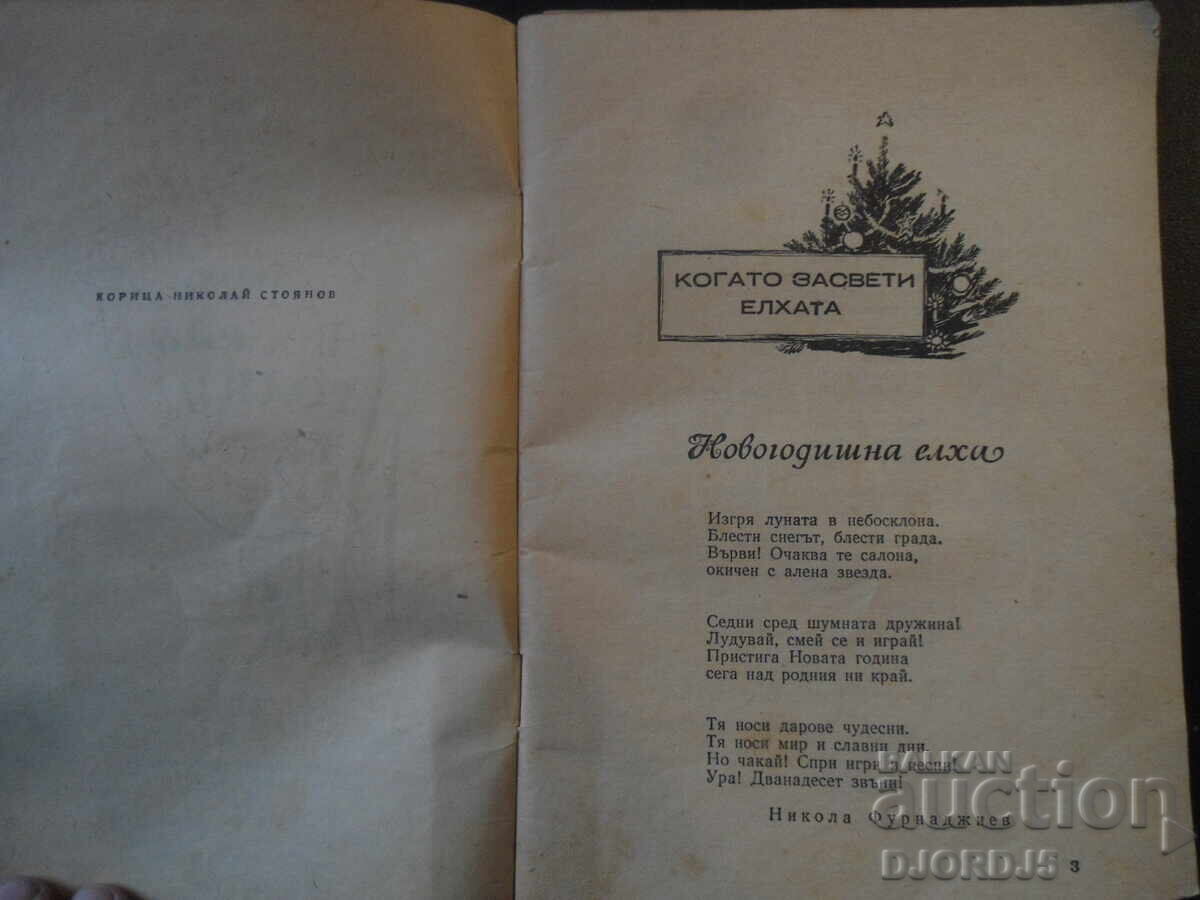 КОРИЦА НИКОЛАЙ СТОЯНОВ
КОГАТО ЗАСВЕТИ
ЕЛХАТА
Новогодишна елха
Изгря луната в небосклона.
Блести снегът, блести града.
Върви! Очаква те салона,
окичен с алена звезда.
Седни сред шумната дружина!
Лудувай, смей се и играй!
Пристига Новата година
сега над родния ни край.
Тя носи дарове чудесни.
Тя носи мир и славни дни.
Но чакай! Спри игри и песни!
Ура! Дванадесет звъни!
Никола Фурнаджиев
3
BALKAN
auction
DJORDJ5